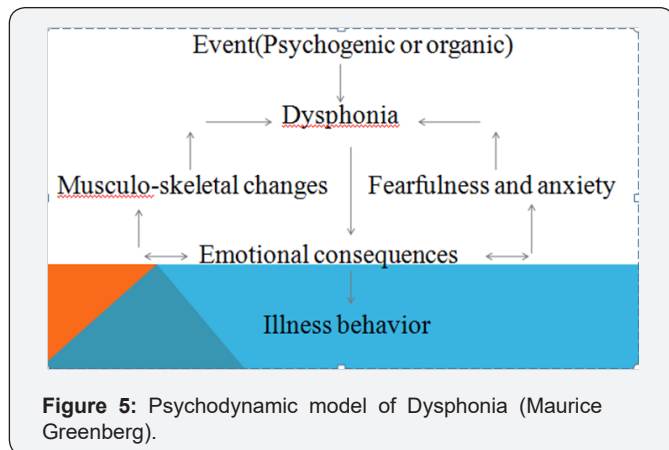 Event(Psychogenic or organic)
Dysphonia
Musculo-skeletal changes Fearfulness and anxiety
Emotional consequences
Illness behavior
Figure 5: Psychodynamic model of Dysphonia (Maurice
Greenberg).